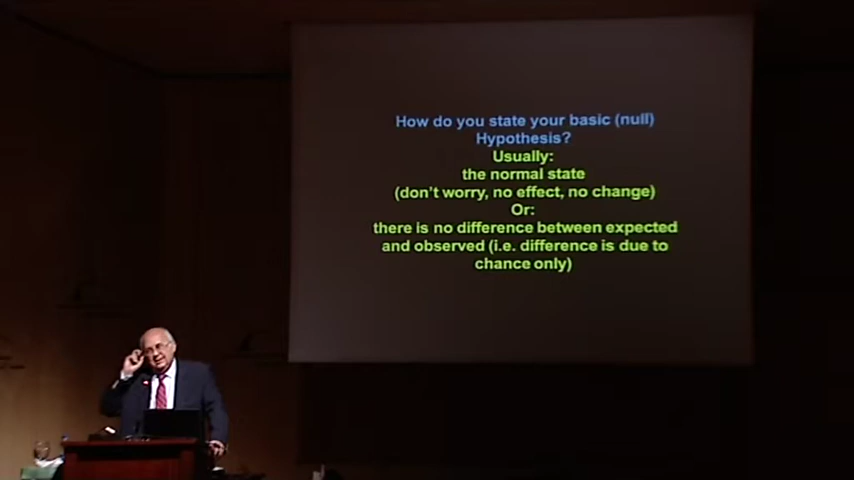 How do you state your basic (null)
Hypothesis?
Usually:
the normal state
(don't worry, no effect, no change)
Or:
there is no difference between expected
and observed (i.e. difference is due to
chance only)